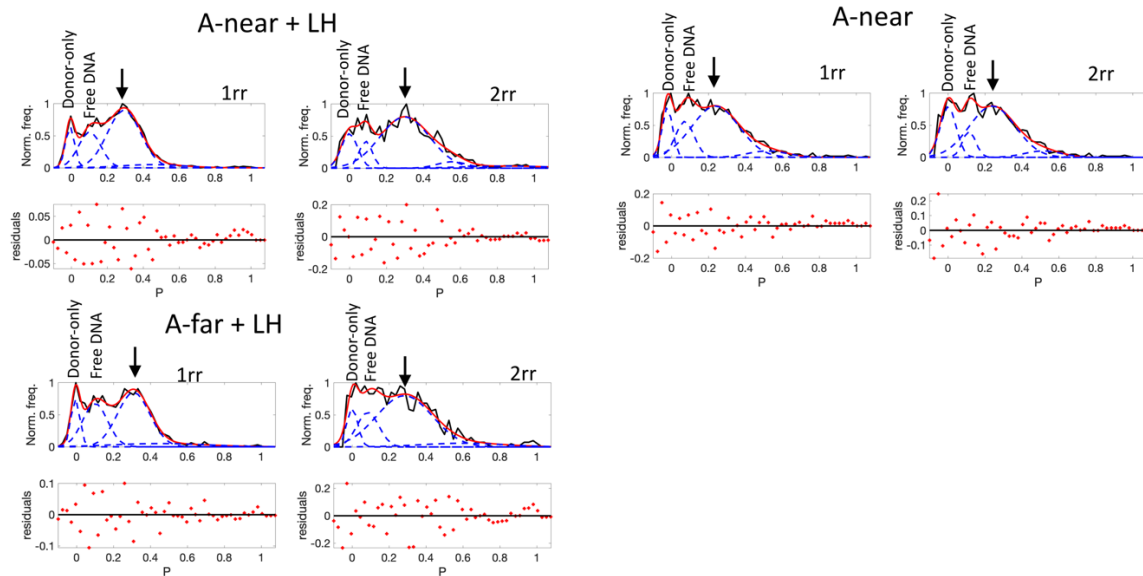 A-near + LH
Donor-only
Free DNA
1rr
Norm. freq.
1
0.5
0
0 0.2 0.4 0.6 0.8 1
residuals
0.05
0
-0.05
0 0.2 0.4 0.6 0.8 1
P
Donor-only
Free DNA
2rr
Norm. freq.
1
0.5
0
0 0.2 0.4 0.6 0.8 1
residuals
0.2
0
-0.2
0 0.2 0.4 0.6 0.8 1
P
A-near
Donor-only
Free DNA
1rr
Norm. freq.
1
0.5
0
0 0.2 0.4 0.6 0.8 1
residuals
0.2
0
-0.2
0 0.2 0.4 0.6 0.8 1
P
Donor-only
Free DNA
2rr
Norm. freq.
1
0.5
0
0 0.2 0.4 0.6 0.8 1
residuals
0.2
0.1
0
-0.1
0 0.2 0.4 0.6 0.8 1
P
A-far + LH
Donor-only
Free DNA
1rr
Norm. freq.
1
0.5
0
0 0.2 0.4 0.6 0.8 1
residuals
0.1
0
-0.1
0 0.2 0.4 0.6 0.8 1
P
Donor-only
Free DNA
2rr
Norm. freq.
1
0.5
0
0 0.2 0.4 0.6 0.8 1
residuals
0.2
0
-0.2
0 0.2 0.4 0.6 0.8 1
P